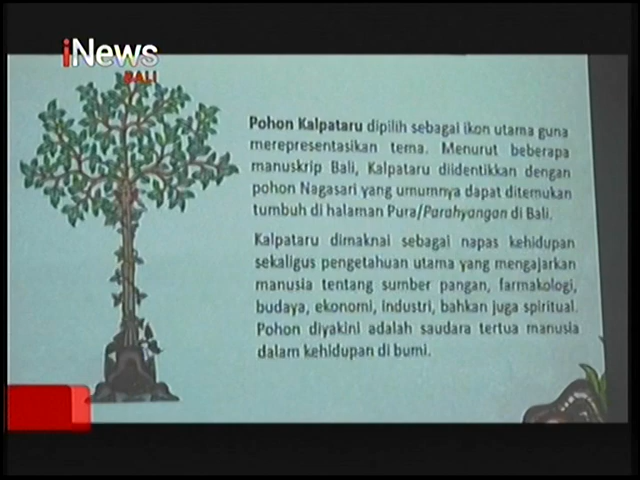 iNews
BALI
Pohon Kalpataru dipilih sebagai ikon utama guna
merepresentasikan tema. Menurut beberapa
manuskrip Bali, Kalpataru diidentikkan dengan
pohon Nagasari yang umumnya dapat ditemukan
tumbuh di halaman Pura/Parahyangan di Bali.
Kalpataru dimaknai sebagai napas kehidupan
sekaligus pengetahuan utama yang mengajarkan
manusia tentang sumber pangan, farmakologi,
budaya, ekonomi, industri, bahkan juga spiritual.
Pohon diyakini adalah saudara tertua manusia
dalam kehidupan di bumi.